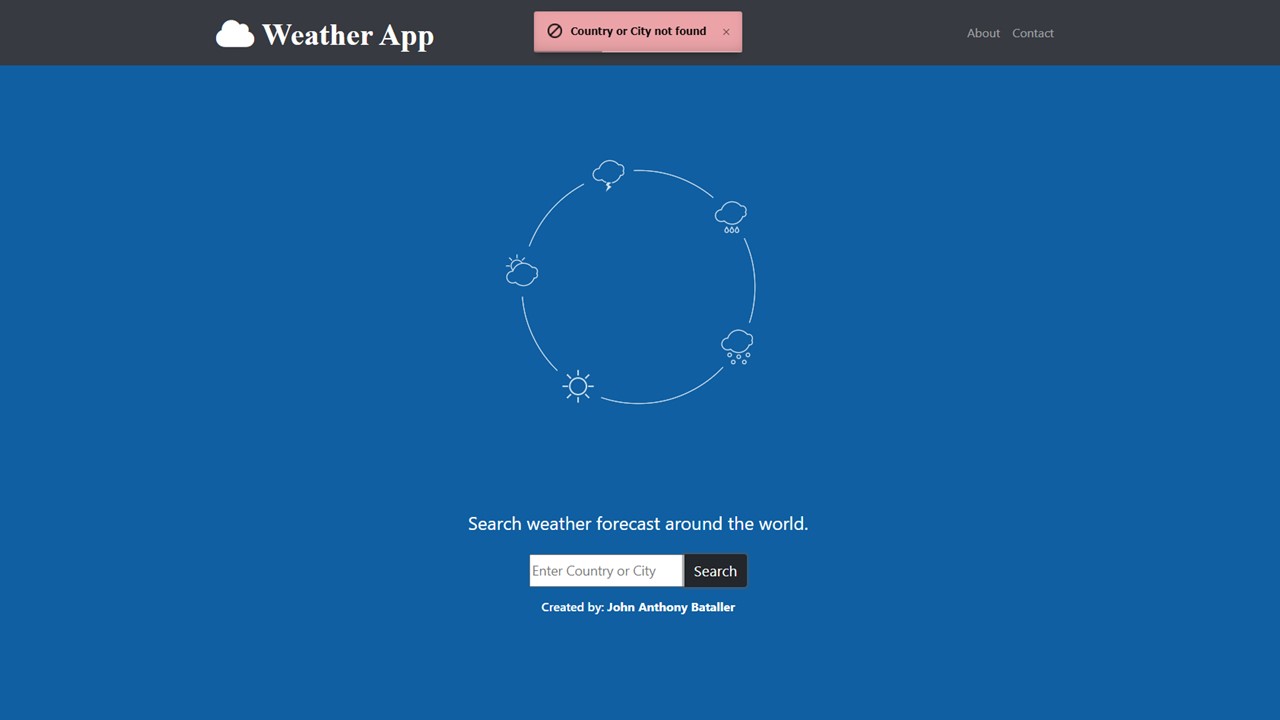 Weather App
Country or City not found ×
About Contact
Search weather forecast around the world.
Enter Country or City Search
Created by: John Anthony Bataller